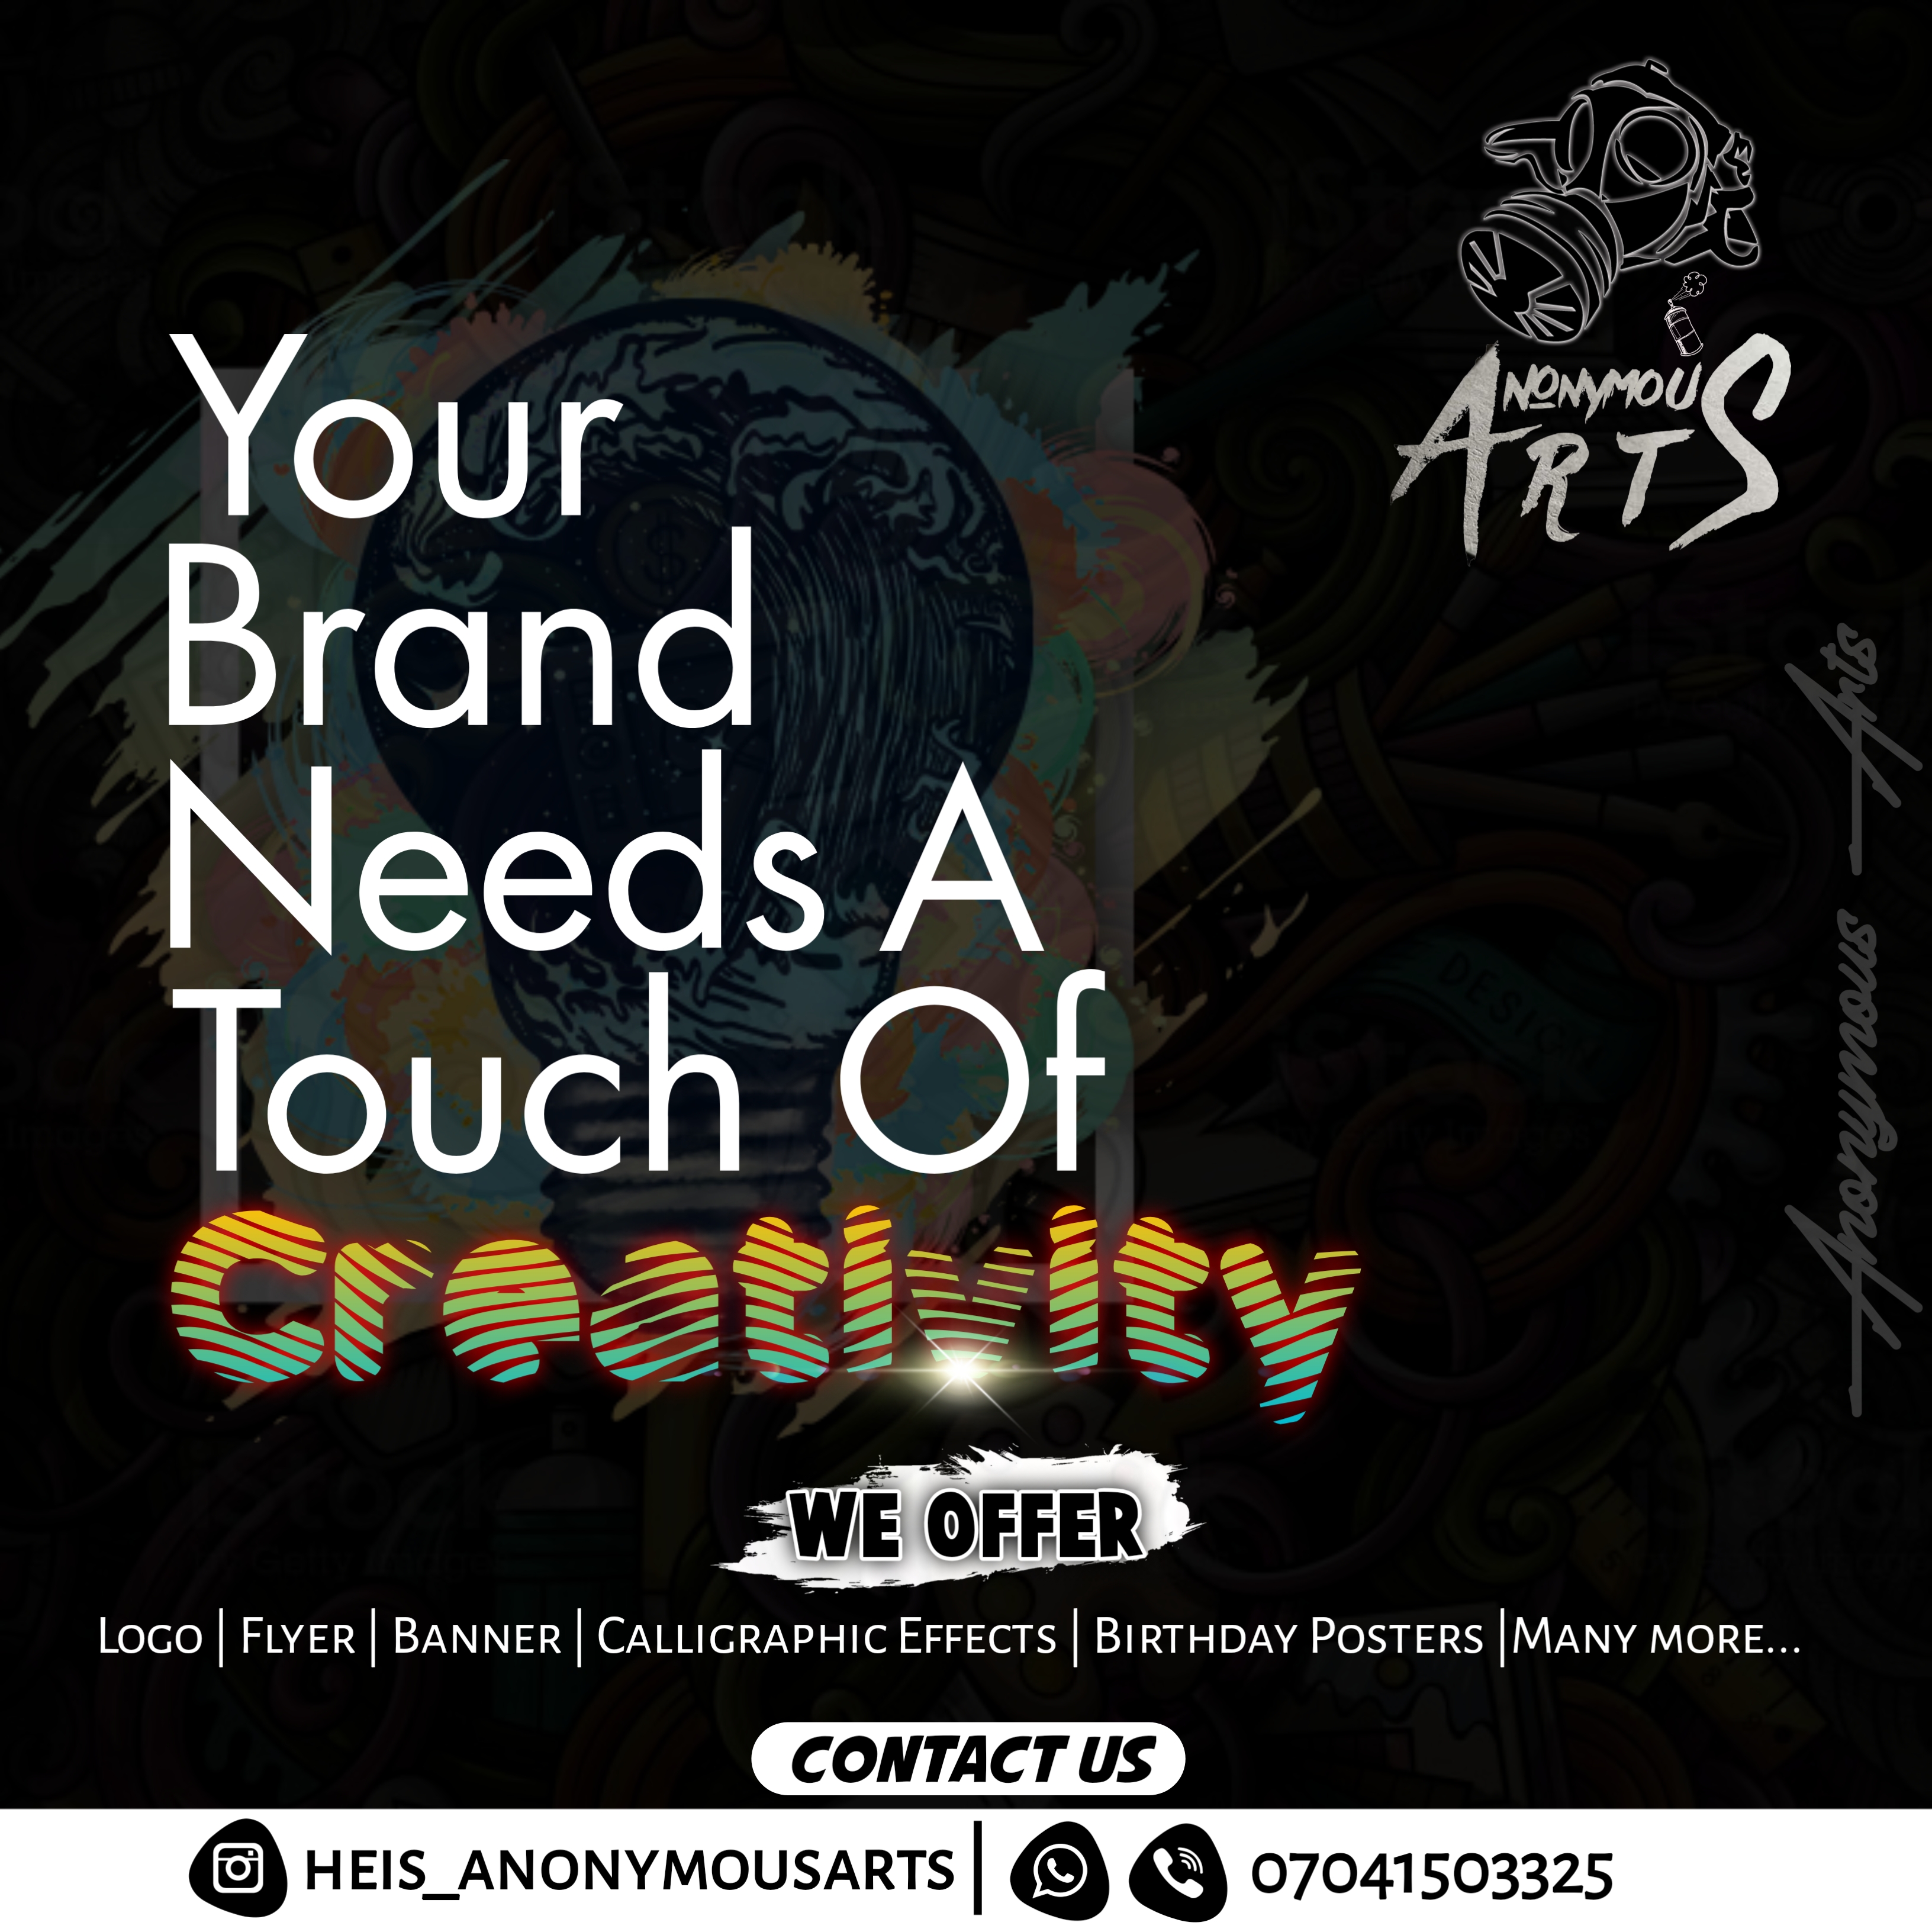 ANONYMOUS
ARTS
Your
Brand
Needs A
Touch Of
Creativity
Anonymous Arts
DESIGN
WE OFFER
LOGO | FLYER | BANNER | CALLIGRAPHIC EFFECTS | BIRTHDAY POSTERS |MANY MORE...
CONTACT US
HEIS_ANONYMOUSARTS | 07041503325